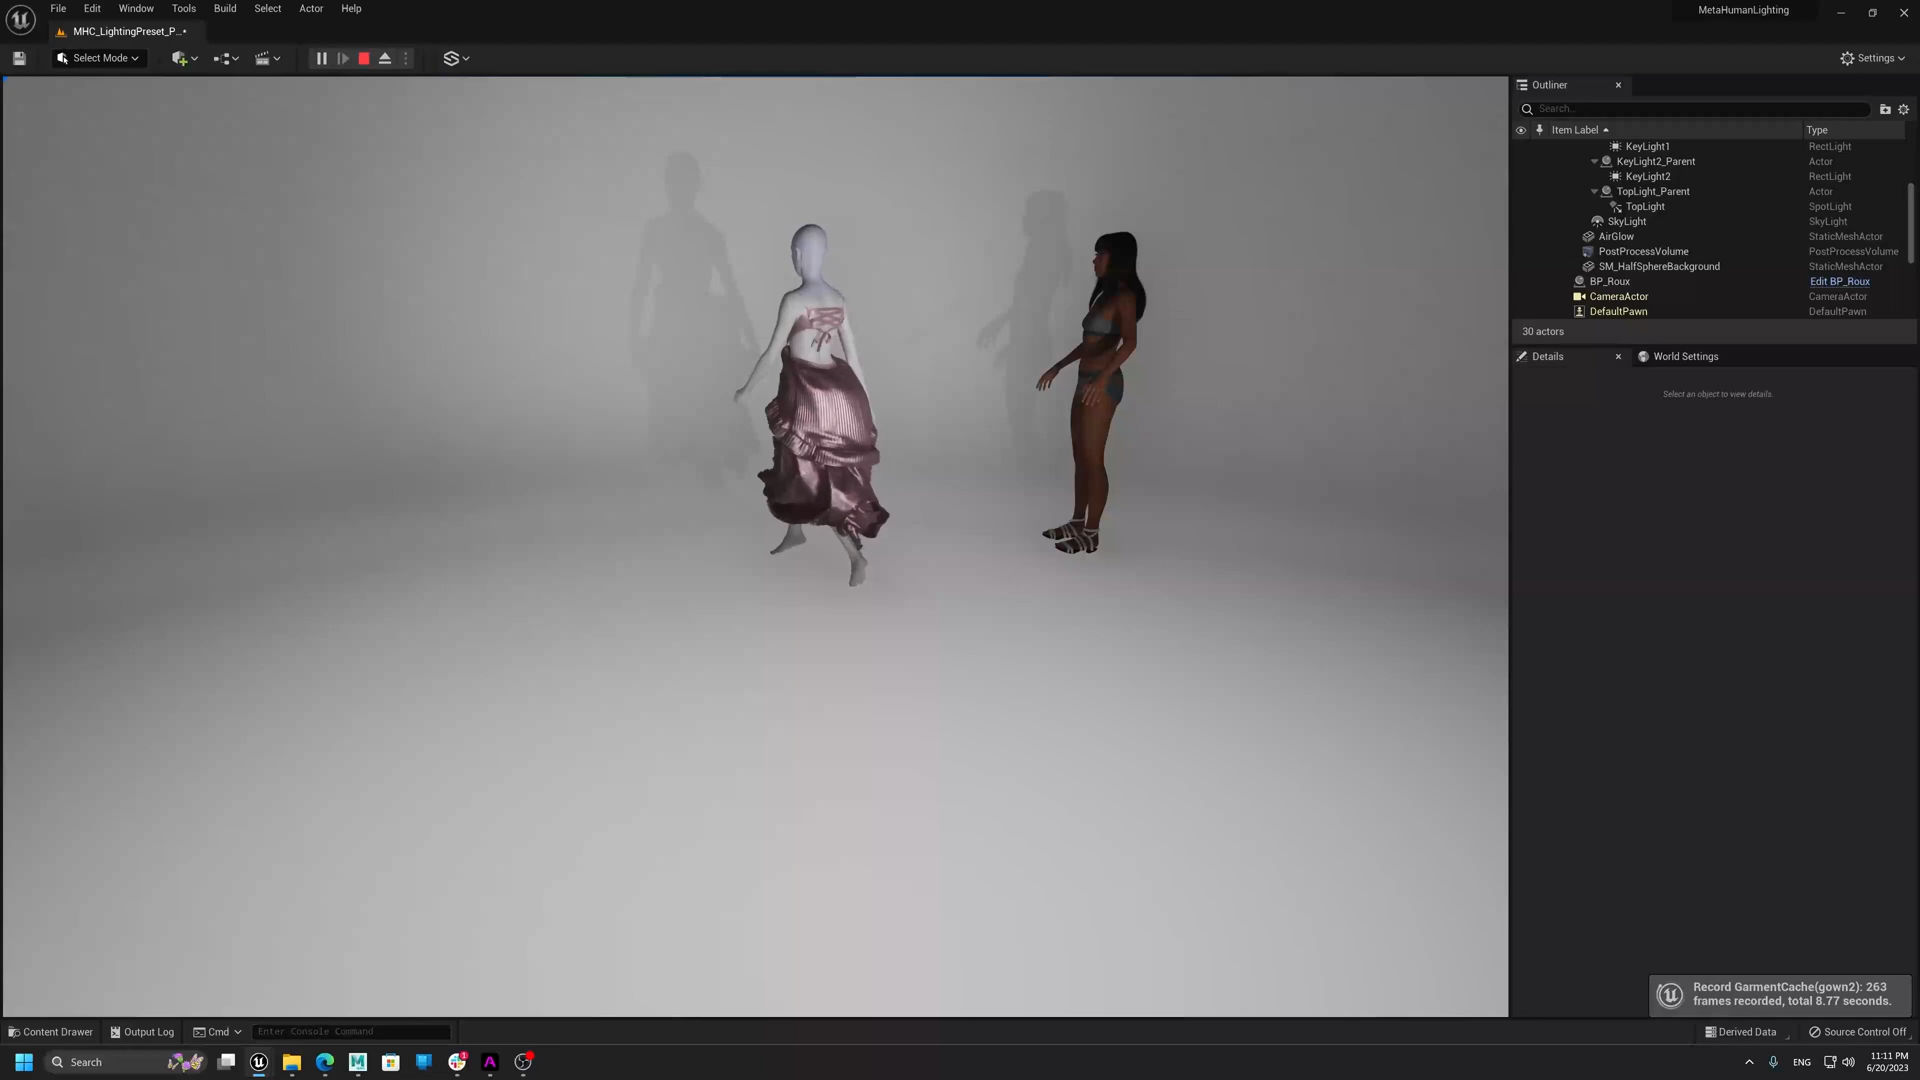 File Edit Window Tools Build Select Actor Help
MetaHumanLighting
MHC_LightingPreset_P...*
Select Mode
Settings
Outliner
Search...
Item Label Type
KeyLight1 RectLight
KeyLight2_Parent Actor
KeyLight2 RectLight
TopLight_Parent Actor
TopLight SpotLight
SkyLight SkyLight
AirGlow StaticMeshActor
PostProcessVolume PostProcessVolume
SM_HalfSphereBackground StaticMeshActor
BP_Roux Edit BP_Roux
CameraActor CameraActor
DefaultPawn DefaultPawn
30 actors
Details World Settings
Select an object to view details.
Record GarmentCache(gown2): 263
frames recorded, total 8.77 seconds.
Content Drawer Output Log Cmd Enter Console Command Derived Data Source Control Off
Search
1
ENG
11:11 PM
6/20/2023